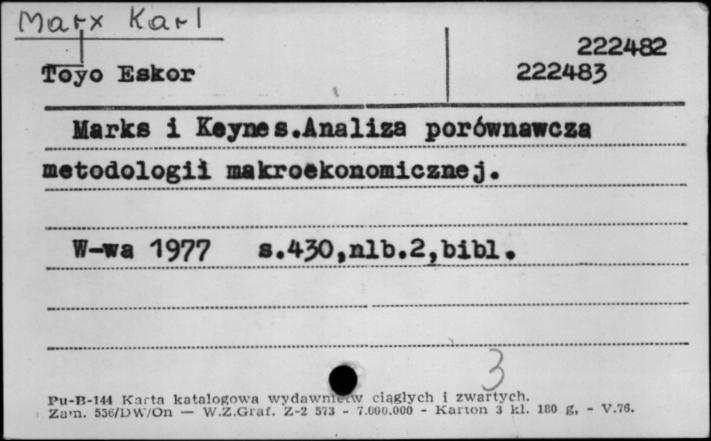 Marx Karl
222482
Toyo Eskor
222483
Marks i Keynes.Analiza porównawcza
metodologii makroekonomicznej.
W-wa 1977 s.430,nlb.2,bibl.
3
Pu-B-144 Karta katalogowa wydawnictw ciągłych i zwartych.
Zam. 556/DW/On — W.Z.Graf. Z-2 573 - 7.000.000 - Karton 3 kl. 180 g, - V.76.